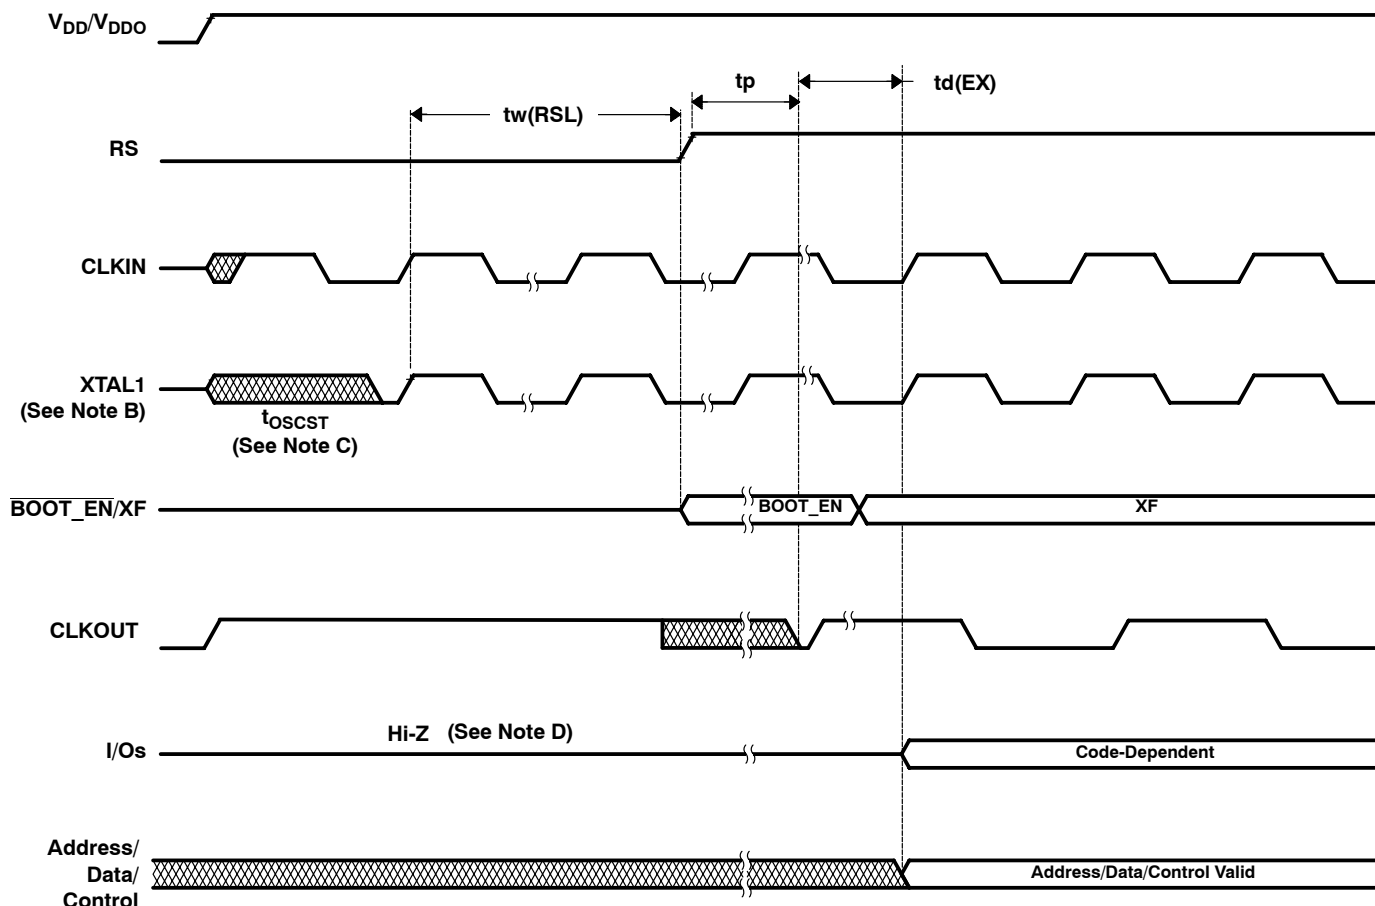 VDD/VDDO
tp
td(EX)
tw(RSL)
RS
CLKIN
XTAL1
(See Note B)
tOSCST
(See Note C)
BOOT_EN/XF
BOOT_EN
XF
CLKOUT
Hi-Z (See Note D)
I/Os
Code-Dependent
Address/
Data/
Control
Address/Data/Control Valid